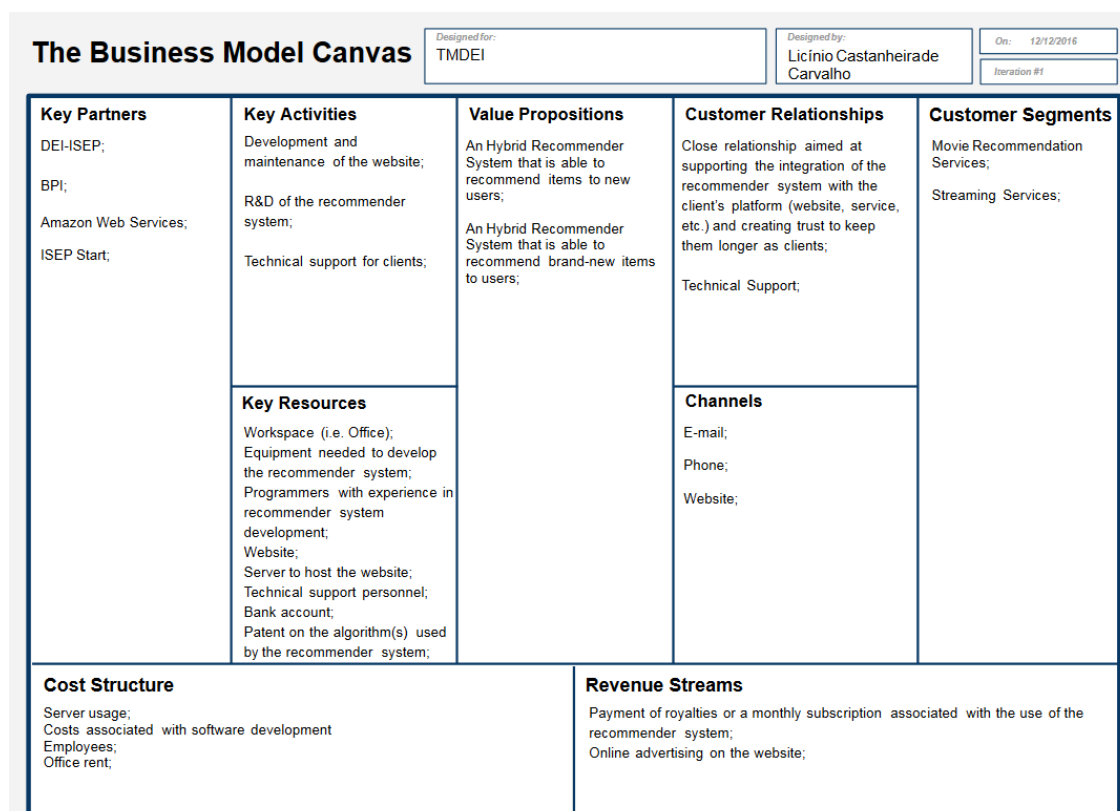 The Business Model Canvas
Designed for:
TMDEI
Designed by:
Licínio Castanheirade
Carvalho
On: 12/12/2016
Iteration #1
Key Partners
DEI-ISEP;
BPI;
Amazon Web Services;
ISEP Start;
Key Activities
Development and
maintenance of the website;
R&D of the recommender
system;
Technical support for clients;
Key Resources
Workspace (i.e. Office);
Equipment needed to develop
the recommender system;
Programmers with experience in
recommender system
development;
Website;
Server to host the website;
Technical support personnel;
Bank account;
Patent on the algorithm(s) used
by the recommender system;
Value Propositions
An Hybrid Recommender
System that is able to
recommend items to new
users;
An Hybrid Recommender
System that is able to
recommend brand-new items
to users;
Customer Relationships
Close relationship aimed at
supporting the integration of the
recommender system with the
client's platform (website, service,
etc.) and creating trust to keep
them longer as clients;
Technical Support;
Channels
E-mail;
Phone;
Website;
Customer Segments
Movie Recommendation
Services;
Streaming Services;
Cost Structure
Server usage;
Costs associated with software development
Employees;
Office rent;
Revenue Streams
Payment of royalties or a monthly subscription associated with the use of the
recommender system;
Online advertising on the website;